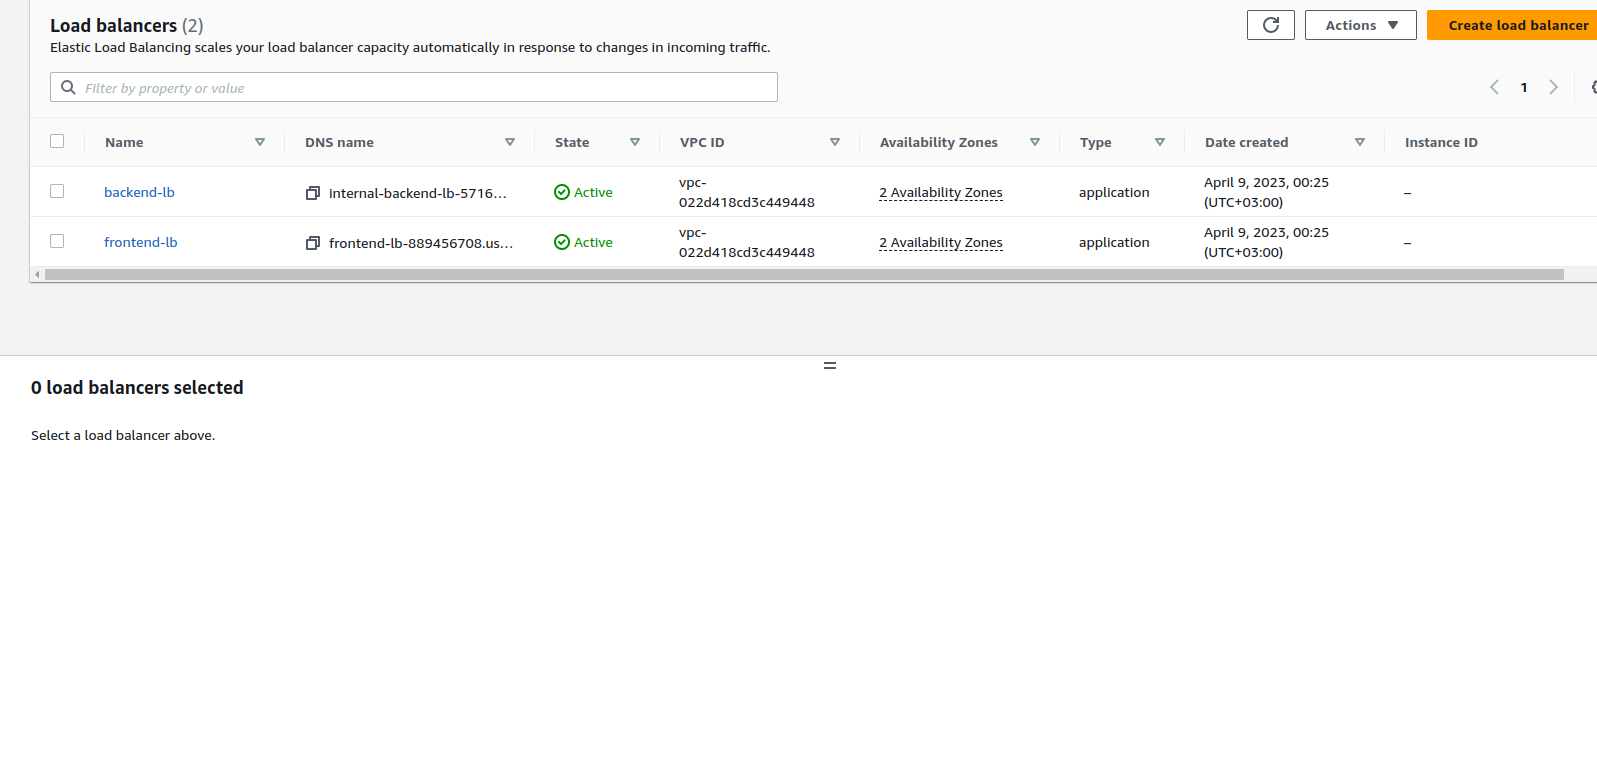 Load balancers (2)
Actions
Create load balancer
Elastic Load Balancing scales your load balancer capacity automatically in response to changes in incoming traffic.
Filter by property or value
1
Name DNS name State VPC ID Availability Zones Type Date created Instance ID
backend-lb internal-backend-lb-5716... Active vpc-022d418cd3c449448 2 Availability Zones application April 9, 2023, 00:25 (UTC+03:00) –
frontend-lb frontend-lb-889456708.us... Active vpc-022d418cd3c449448 2 Availability Zones application April 9, 2023, 00:25 (UTC+03:00) –
0 load balancers selected
Select a load balancer above.